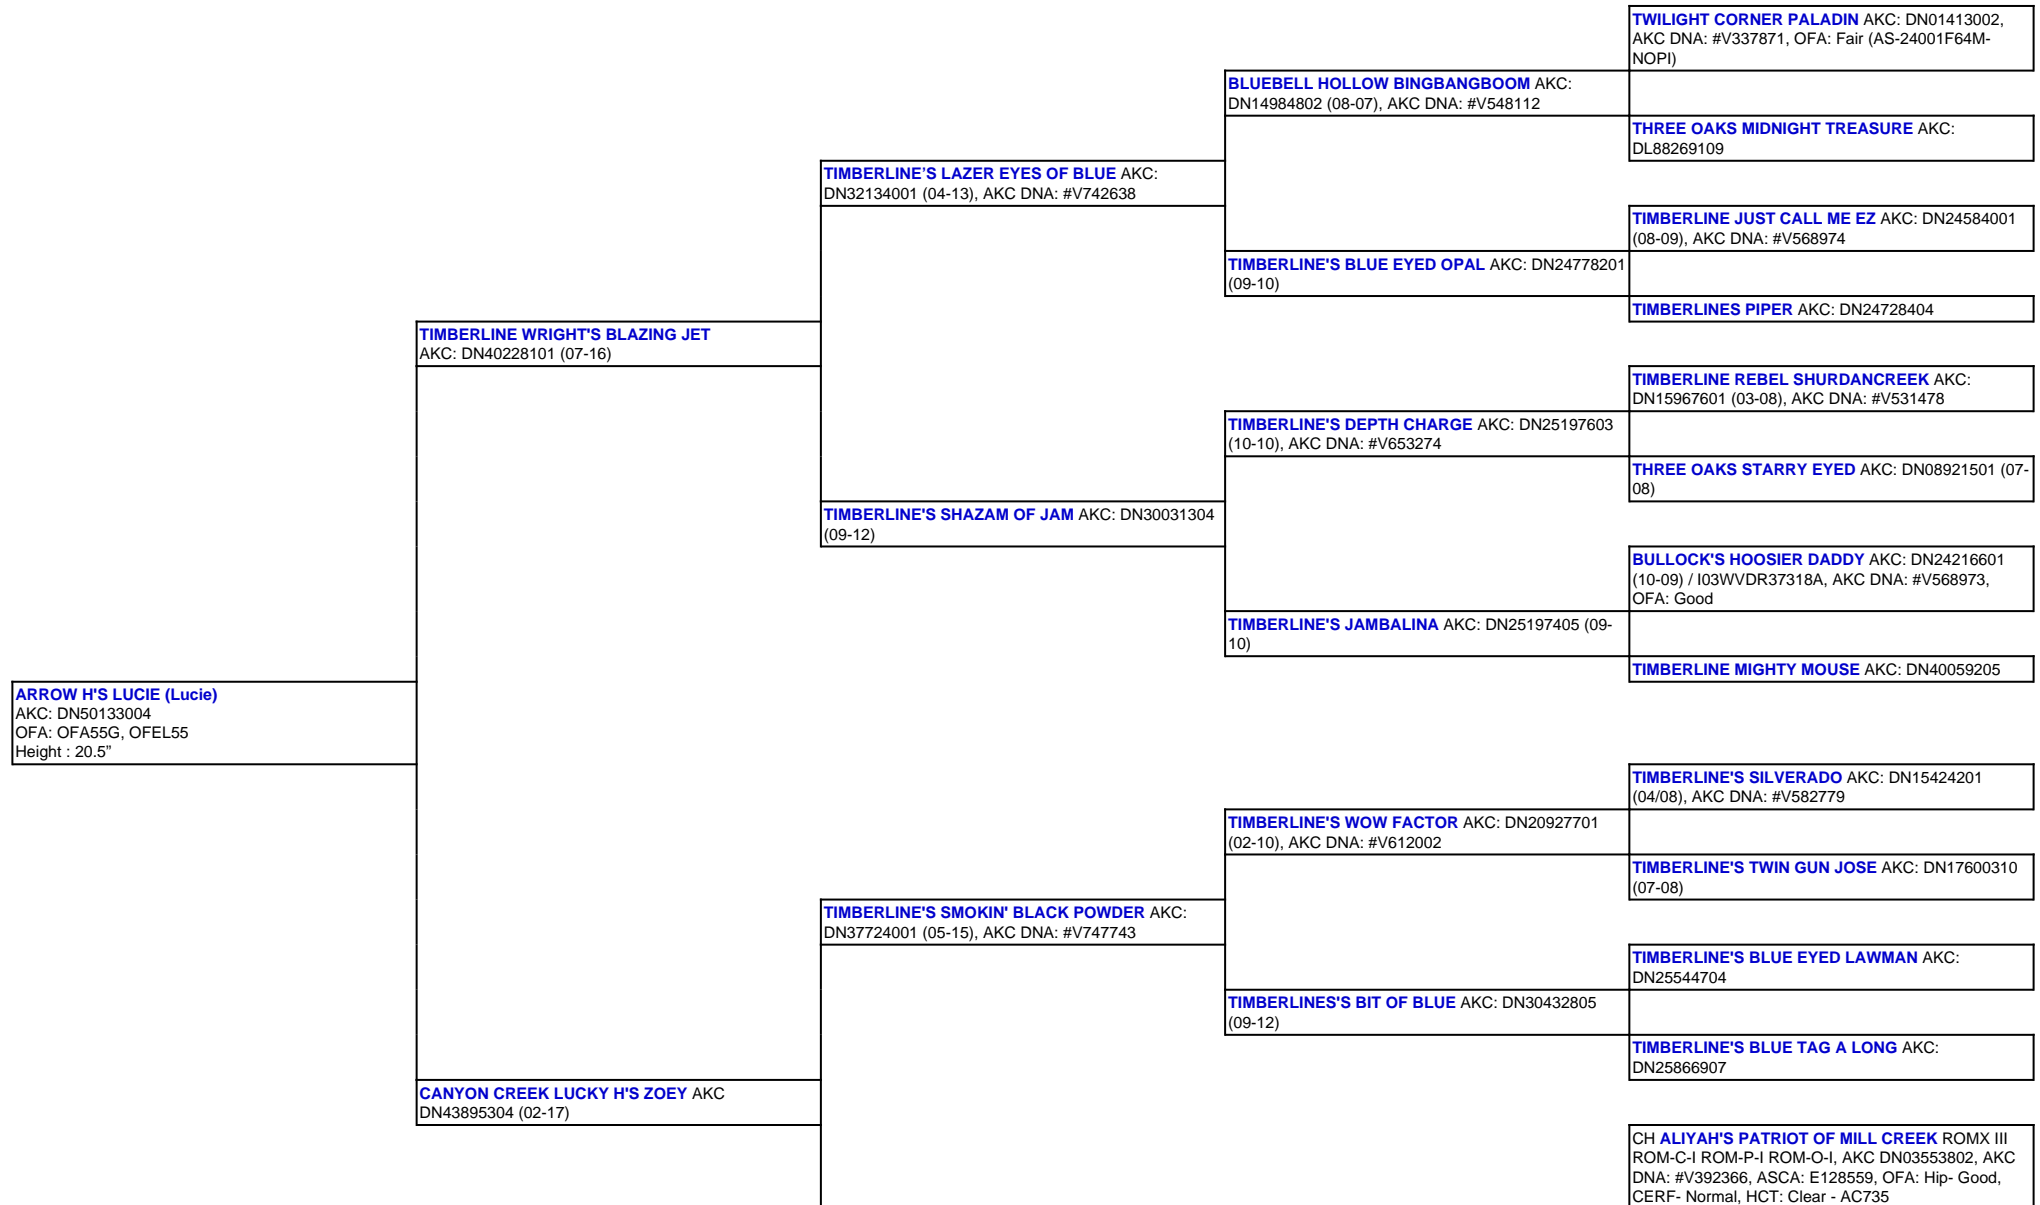 TWILIGHT CORNER PALADIN AKC: DN01413002,
AKC DNA: #V337871, OFA: Fair (AS-24001F64M-
NOPI)
BLUEBELL HOLLOW BINGBANGBOOM AKC:
DN14984802 (08-07), AKC DNA: #V548112
THREE OAKS MIDNIGHT TREASURE AKC:
DL88269109
TIMBERLINE'S LAZER EYES OF BLUE AKC:
DN32134001 (04-13), AKC DNA: #V742638
TIMBERLINE JUST CALL ME EZ AKC: DN24584001
(08-09), AKC DNA: #V568974
TIMBERLINE'S BLUE EYED OPAL AKC: DN24778201
(09-10)
TIMBERLINES PIPER AKC: DN24728404
TIMBERLINE WRIGHT'S BLAZING JET
AKC: DN40228101 (07-16)
TIMBERLINE REBEL SHURDANCREEK AKC:
DN15967601 (03-08), AKC DNA: #V531478
TIMBERLINE'S DEPTH CHARGE AKC: DN25197603
(10-10), AKC DNA: #V653274
THREE OAKS STARRY EYED AKC: DN08921501 (07-
08)
TIMBERLINE'S SHAZAM OF JAM AKC: DN30031304
(09-12)
BULLOCK'S HOOSIER DADDY AKC: DN24216601
(10-09) / I03WVDR37318A, AKC DNA: #V568973,
OFA: Good
TIMBERLINE'S JAMBALINA AKC: DN25197405 (09-
10)
TIMBERLINE MIGHTY MOUSE AKC: DN40059205
ARROW H'S LUCIE (Lucie)
AKC: DN50133004
OFA: OFA55G, OFEL55
Height : 20.5”
TIMBERLINE'S SILVERADO AKC: DN15424201
(04/08), AKC DNA: #V582779
TIMBERLINE'S WOW FACTOR AKC: DN20927701
(02-10), AKC DNA: #V612002
TIMBERLINE'S TWIN GUN JOSE AKC: DN17600310
(07-08)
TIMBERLINE'S SMOKIN' BLACK POWDER AKC:
DN37724001 (05-15), AKC DNA: #V747743
TIMBERLINE'S BLUE EYED LAWMAN AKC:
DN25544704
TIMBERLINES'S BIT OF BLUE AKC: DN30432805
(09-12)
TIMBERLINE'S BLUE TAG A LONG AKC:
DN25866907
CANYON CREEK LUCKY H'S ZOEY AKC
DN43895304 (02-17)
CH ALIYAH'S PATRIOT OF MILL CREEK ROMX III
ROM-C-I ROM-P-I ROM-O-I, AKC DN03553802, AKC
DNA: #V392366, ASCA: E128559, OFA: Hip- Good,
CERF- Normal, HCT: Clear - AC735